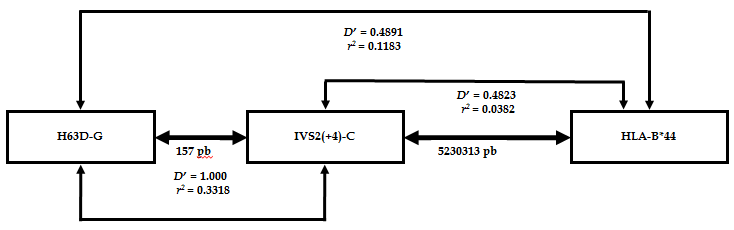 D′ = 0.4891
r² = 0.1183
D′ = 0.4823
r² = 0.0382
H63D-G
IVS2(+4)-C
HLA-B*44
157 pb
5230313 pb
D′ = 1.000
r² = 0.3318